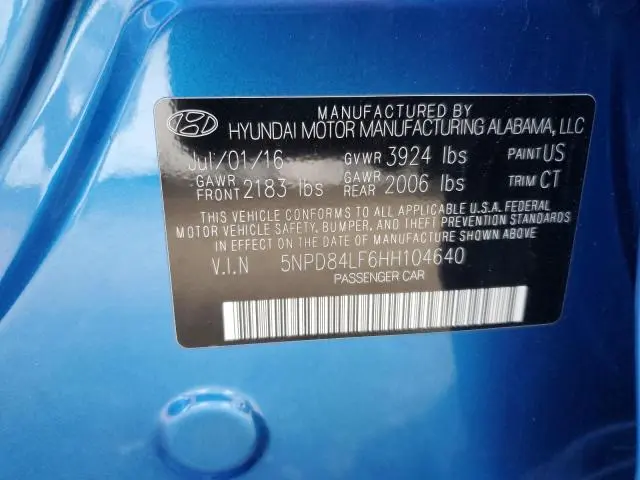 MANUFACTURED BY
HYUNDAI MOTOR MANUFACTURING ALABAMA, LLC
Jul/01/16 GVWR 3924 lbs PAINT US
GAWR FRONT 2183 lbs GAWR REAR 2006 lbs TRIM CT
THIS VEHICLE CONFORMS TO ALL APPLICABLE U.S.A. FEDERAL
MOTOR VEHICLE SAFETY, BUMPER, AND THEFT PREVENTION STANDARDS
IN EFFECT ON THE DATE OF MANUFACTURE SHOWN ABOVE.
V.I.N 5NPD84LF6HH104640
PASSENGER CAR